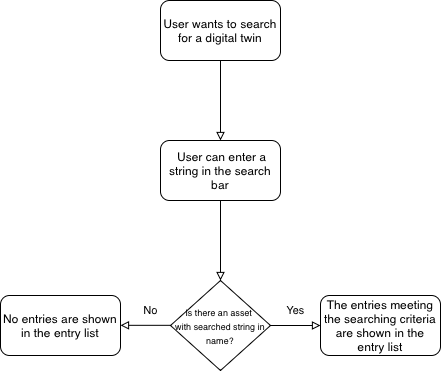 User wants to search
for a digital twin
User can enter a
string in the search
bar
No
Is there an asset
with searched string in
name?
Yes
No entries are shown
in the entry list
The entries meeting
the searching criteria
are shown in the
entry list